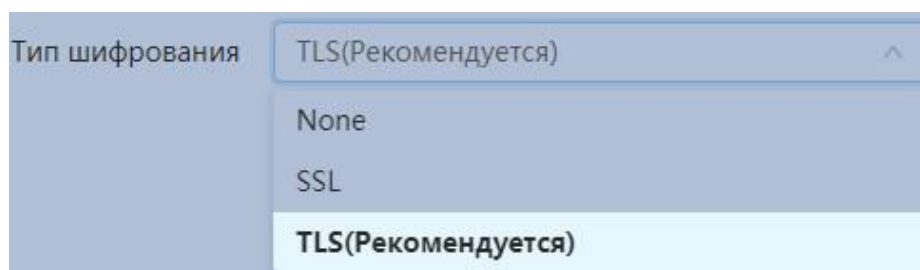 Тип шифрования TLS(Рекомендуется)
None
SSL
TLS(Рекомендуется)